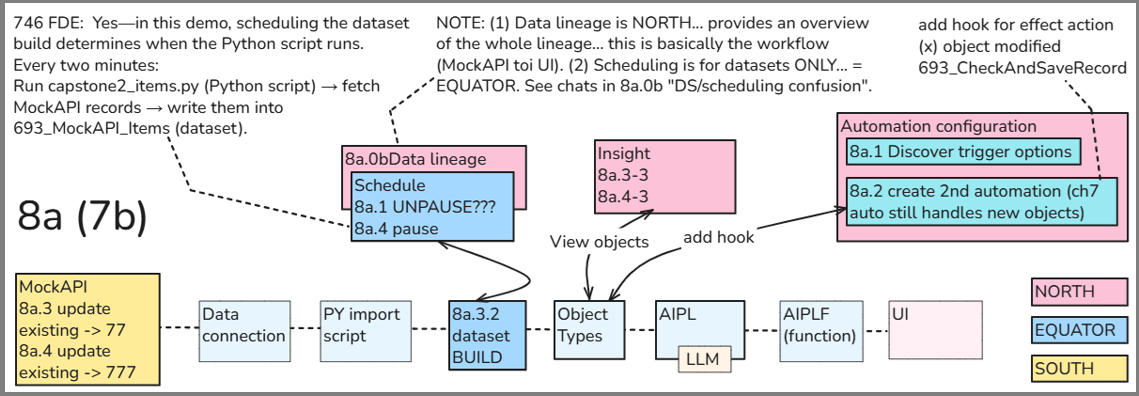 746 FDE:  Yes—in this demo, scheduling the dataset
build determines when the Python script runs.
Every two minutes:
Run capstone2_items.py (Python script) → fetch
MockAPI records → write them into
693_MockAPI_Items (dataset).
NOTE: (1) Data lineage is NORTH... provides an overview
of the whole lineage... this is basically the workflow
(MockAPI toi UI). (2) Scheduling is for datasets ONLY... =
EQUATOR. See chats in 8a.0b "DS/scheduling confusion".
add hook for effect action
(x) object modified
693_CheckAndSaveRecord
8a (7b)
8a.0bData lineage
Schedule
8a.1 UNPAUSE???
8a.4 pause
Insight
8a.3-3
8a.4-3
Automation configuration
8a.1 Discover trigger options
8a.2 create 2nd automation (ch7
auto still handles new objects)
View objects
add hook
MockAPI
8a.3 update
existing -> 77
8a.4 update
existing -> 777
Data
connection
PY import
script
8a.3.2
dataset
BUILD
Object
Types
AIPL
LLM
AIPLF
(function)
UI
NORTH
EQUATOR
SOUTH